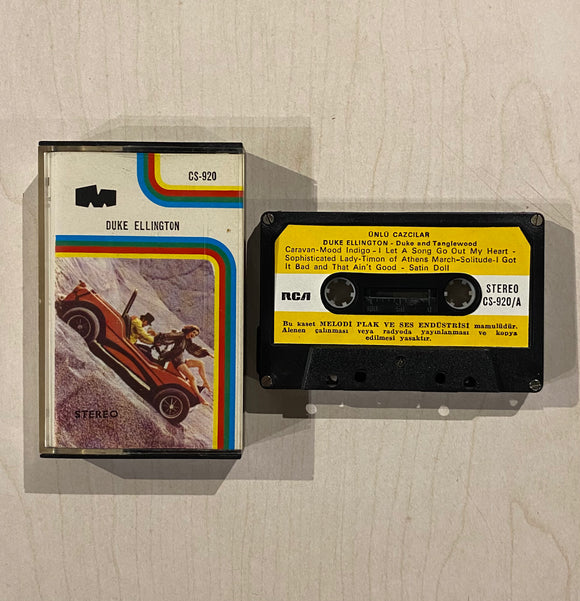 CS-920
DUKE ELLINGTON
STEREO
ÜNLÜ CAZCILAR
DUKE ELLINGTON - Duke and Tanglewood
Caravan-Mood Indigo-I Let A Song Go Out My Heart -
Sophisticated Lady-Timon of Athens March-Solitude-I Got
It Bad and That Ain't Good - Satin Doll
RCA
STEREO
CS-920/A
Bu kaset MELODİ PLAK VE SES ENDÜSTRİSİ mamulüdür.
Alenen çalınması veya radyoda yayınlanması ve kopya
edilmesi yasaktır.